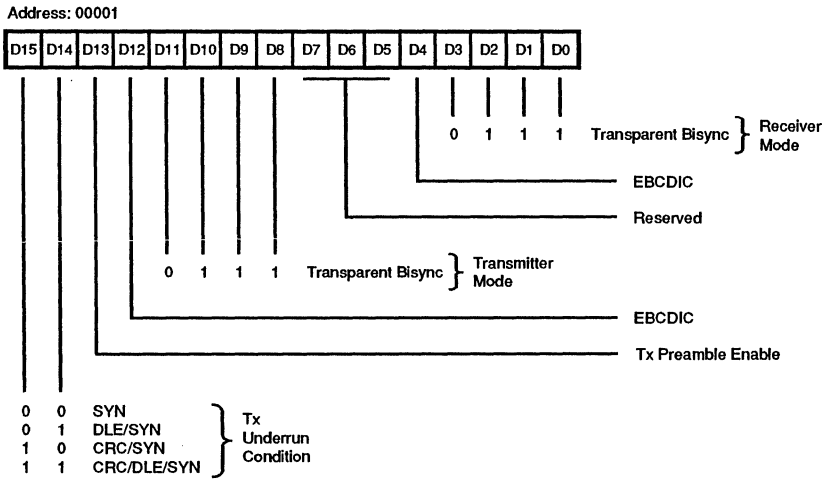 Address: 00001
D15 D14 D13 D12 D11 D10 D9 D8 D7 D6 D5 D4 D3 D2 D1 D0
0 1 1 1 Transparent Bisync Receiver
Mode
EBCDIC
Reserved
0 1 1 1 Transparent Bisync Transmitter
Mode
EBCDIC
Tx Preamble Enable
0 0 SYN
0 1 DLE/SYN
1 0 CRC/SYN
1 1 CRC/DLE/SYN
Tx
Underrun
Condition